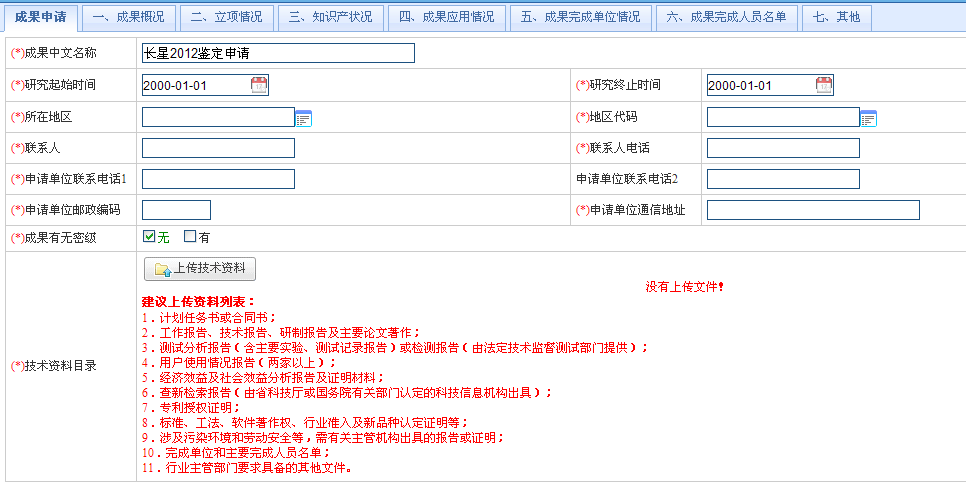 成果申请 一、成果概况 二、立项情况 三、知识产状况 四、成果应用情况 五、成果完成单位情况 六、成果完成人员名单 七、其他
(*)成果中文名称 长星2012鉴定申请
(*)研究起始时间 2000-01-01 (*)研究终止时间 2000-01-01
(*)所在地区 (*)地区代码
(*)联系人 (*)联系人电话
(*)申请单位联系电话1 申请单位联系电话2
(*)申请单位邮政编码 (*)申请单位通信地址
(*)成果有无密级 无 有
上传技术资料
没有上传文件!
建议上传资料列表：
(*)技术资料目录
1．计划任务书或合同书；
2．工作报告、技术报告、研制报告及主要论文著作；
3．测试分析报告（含主要实验、测试记录报告）或检测报告（由法定技术监督测试部门提供）；
4．用户使用情况报告（两家以上）；
5．经济效益及社会效益分析报告及证明材料；
6．查新检索报告（由省科技厅或国务院有关部门认定的科技信息机构出具）；
7．专利授权证明；
8．标准、工法、软件著作权、行业准入及新品种认定证明等；
9．涉及污染环境和劳动安全等，需有关主管机构出具的报告或证明；
10．完成单位和主要完成人员名单；
11．行业主管部门要求具备的其他文件。